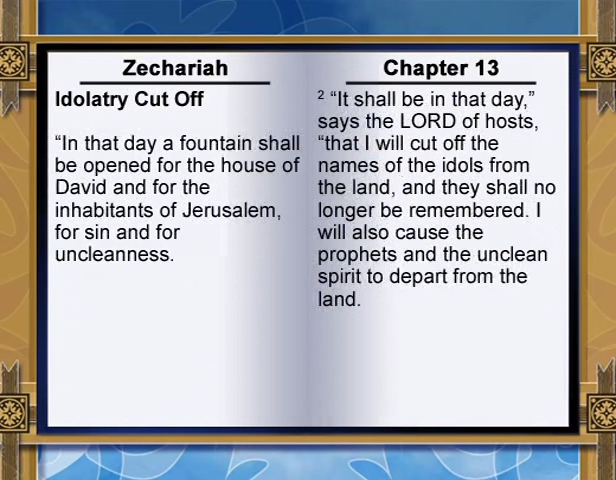 Zechariah
Idolatry Cut Off
“In that day a fountain shall
be opened for the house of
David and for the
inhabitants of Jerusalem,
for sin and for
uncleanness.
Chapter 13
2 “It shall be in that day,”
says the LORD of hosts,
“that I will cut off the
names of the idols from
the land, and they shall no
longer be remembered. I
will also cause the
prophets and the unclean
spirit to depart from the
land.